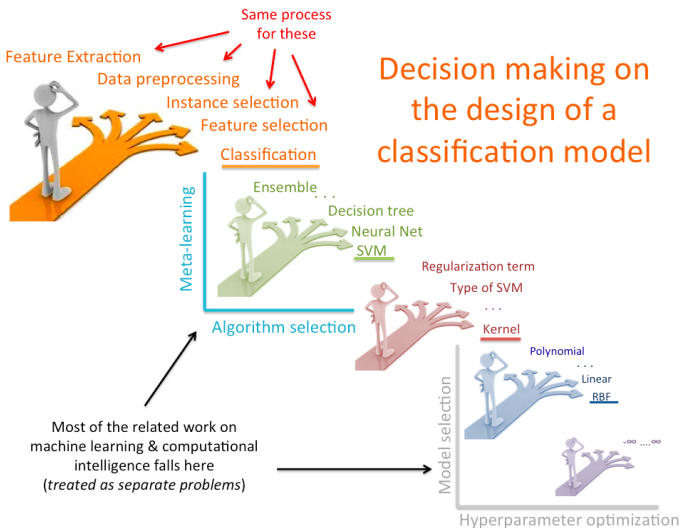 Same process
for these
Feature Extraction
Data preprocessing
Instance selection
Feature selection
Classification
Decision making on
the design of a
classification model
Meta-learning
Ensemble
. . .
Decision tree
Neural Net
SVM
Algorithm selection
Regularization term
Type of SVM
. . .
Kernel
Polynomial
. . .
Linear
RBF
Model selection
-∞ ....∞
Hyperparameter optimization
Most of the related work on
machine learning & computational
intelligence falls here
(treated as separate problems)